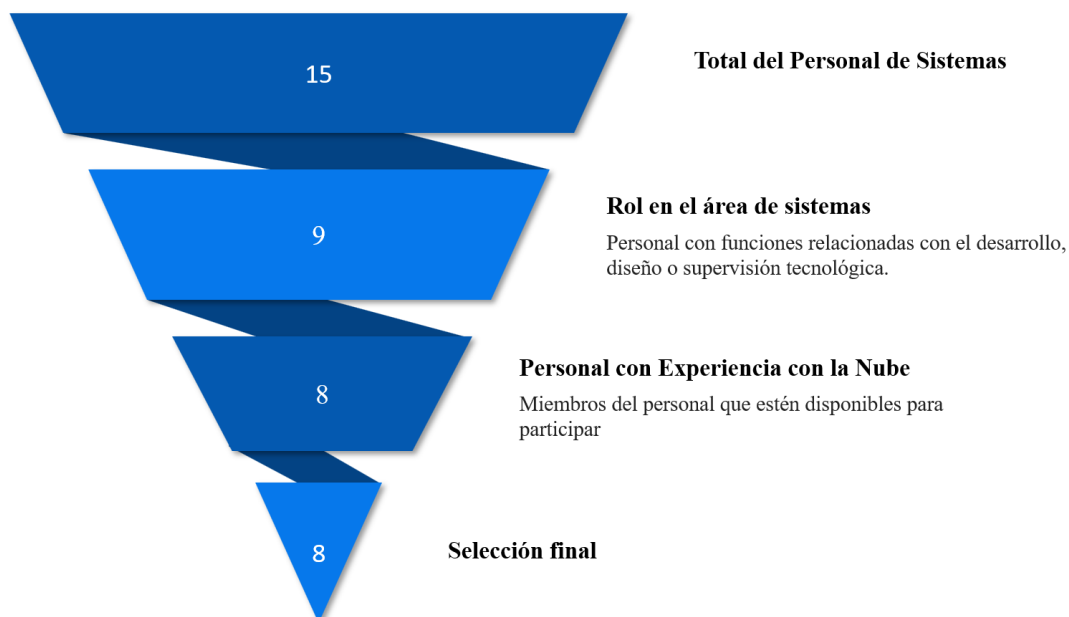 15
Total del Personal de Sistemas
9
Rol en el área de sistemas
Personal con funciones relacionadas con el desarrollo,
diseño o supervisión tecnológica.
8
Personal con Experiencia con la Nube
Miembros del personal que estén disponibles para
participar
8
Selección final